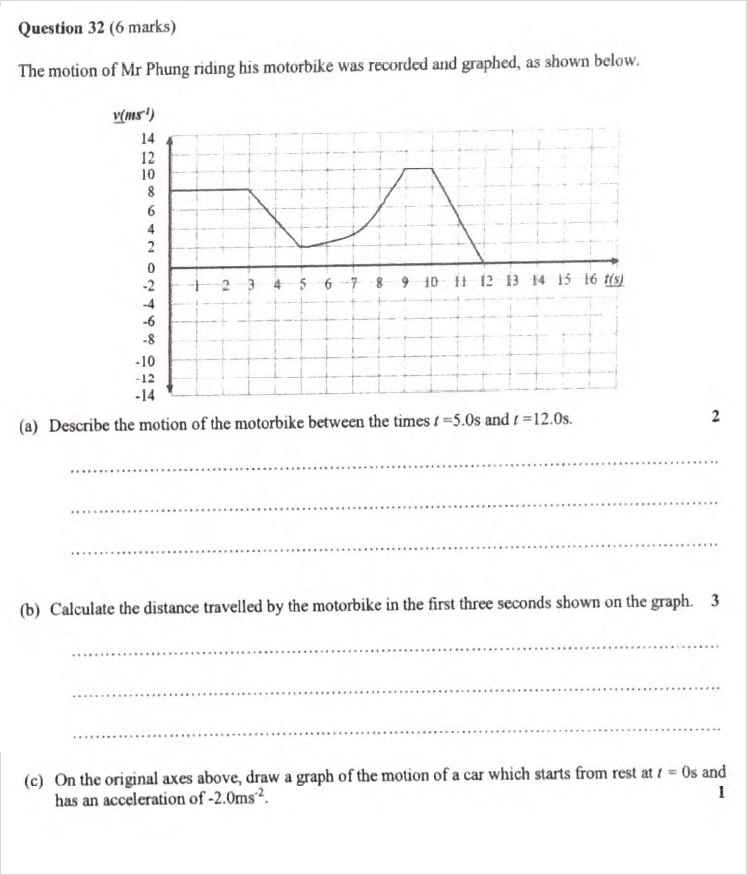 Question 32 (6 marks)
The motion of Mr Phung riding his motorbike was recorded and graphed, as shown below.
v(ms⁻¹)
14
12
10
8
6
4
2
0
-2
-4
-6
-8
-10
-12
-14
1 2 3 4 5 6 7 8 9 10 11 12 13 14 15 16 t(s)
(a) Describe the motion of the motorbike between the times t =5.0s and t =12.0s. 2
(b) Calculate the distance travelled by the motorbike in the first three seconds shown on the graph. 3
(c) On the original axes above, draw a graph of the motion of a car which starts from rest at t = 0s and
has an acceleration of -2.0ms⁻². 1